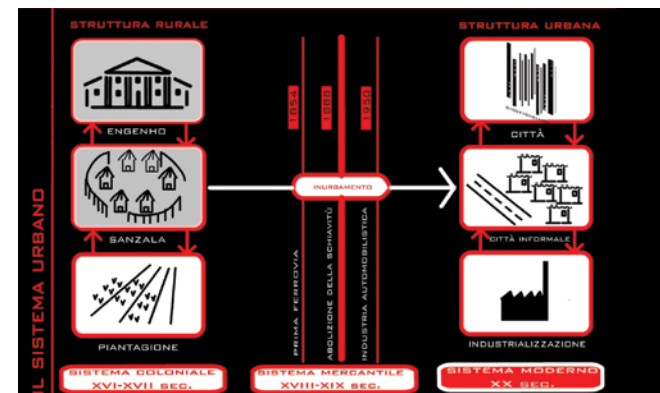 IL SISTEMA URBANO
STRUTTURA RURALE
ENGENHO
SANZALA
PIANTAGIONE
SISTEMA COLONIALE
XVI-XVII SEC.
1854
1888
1950
INURBAMENTO
PRIMA FERROVIA
ABOLIZIONE DELLA SCHIAVITÙ
INDUSTRIA AUTOMOBILISTICA
SISTEMA MERCANTILE
XVIII-XIX SEC.
STRUTTURA URBANA
CITTÀ
CITTÀ INFORMALE
INDUSTRIALIZZAZIONE
SISTEMA MODERNO
XX SEC.